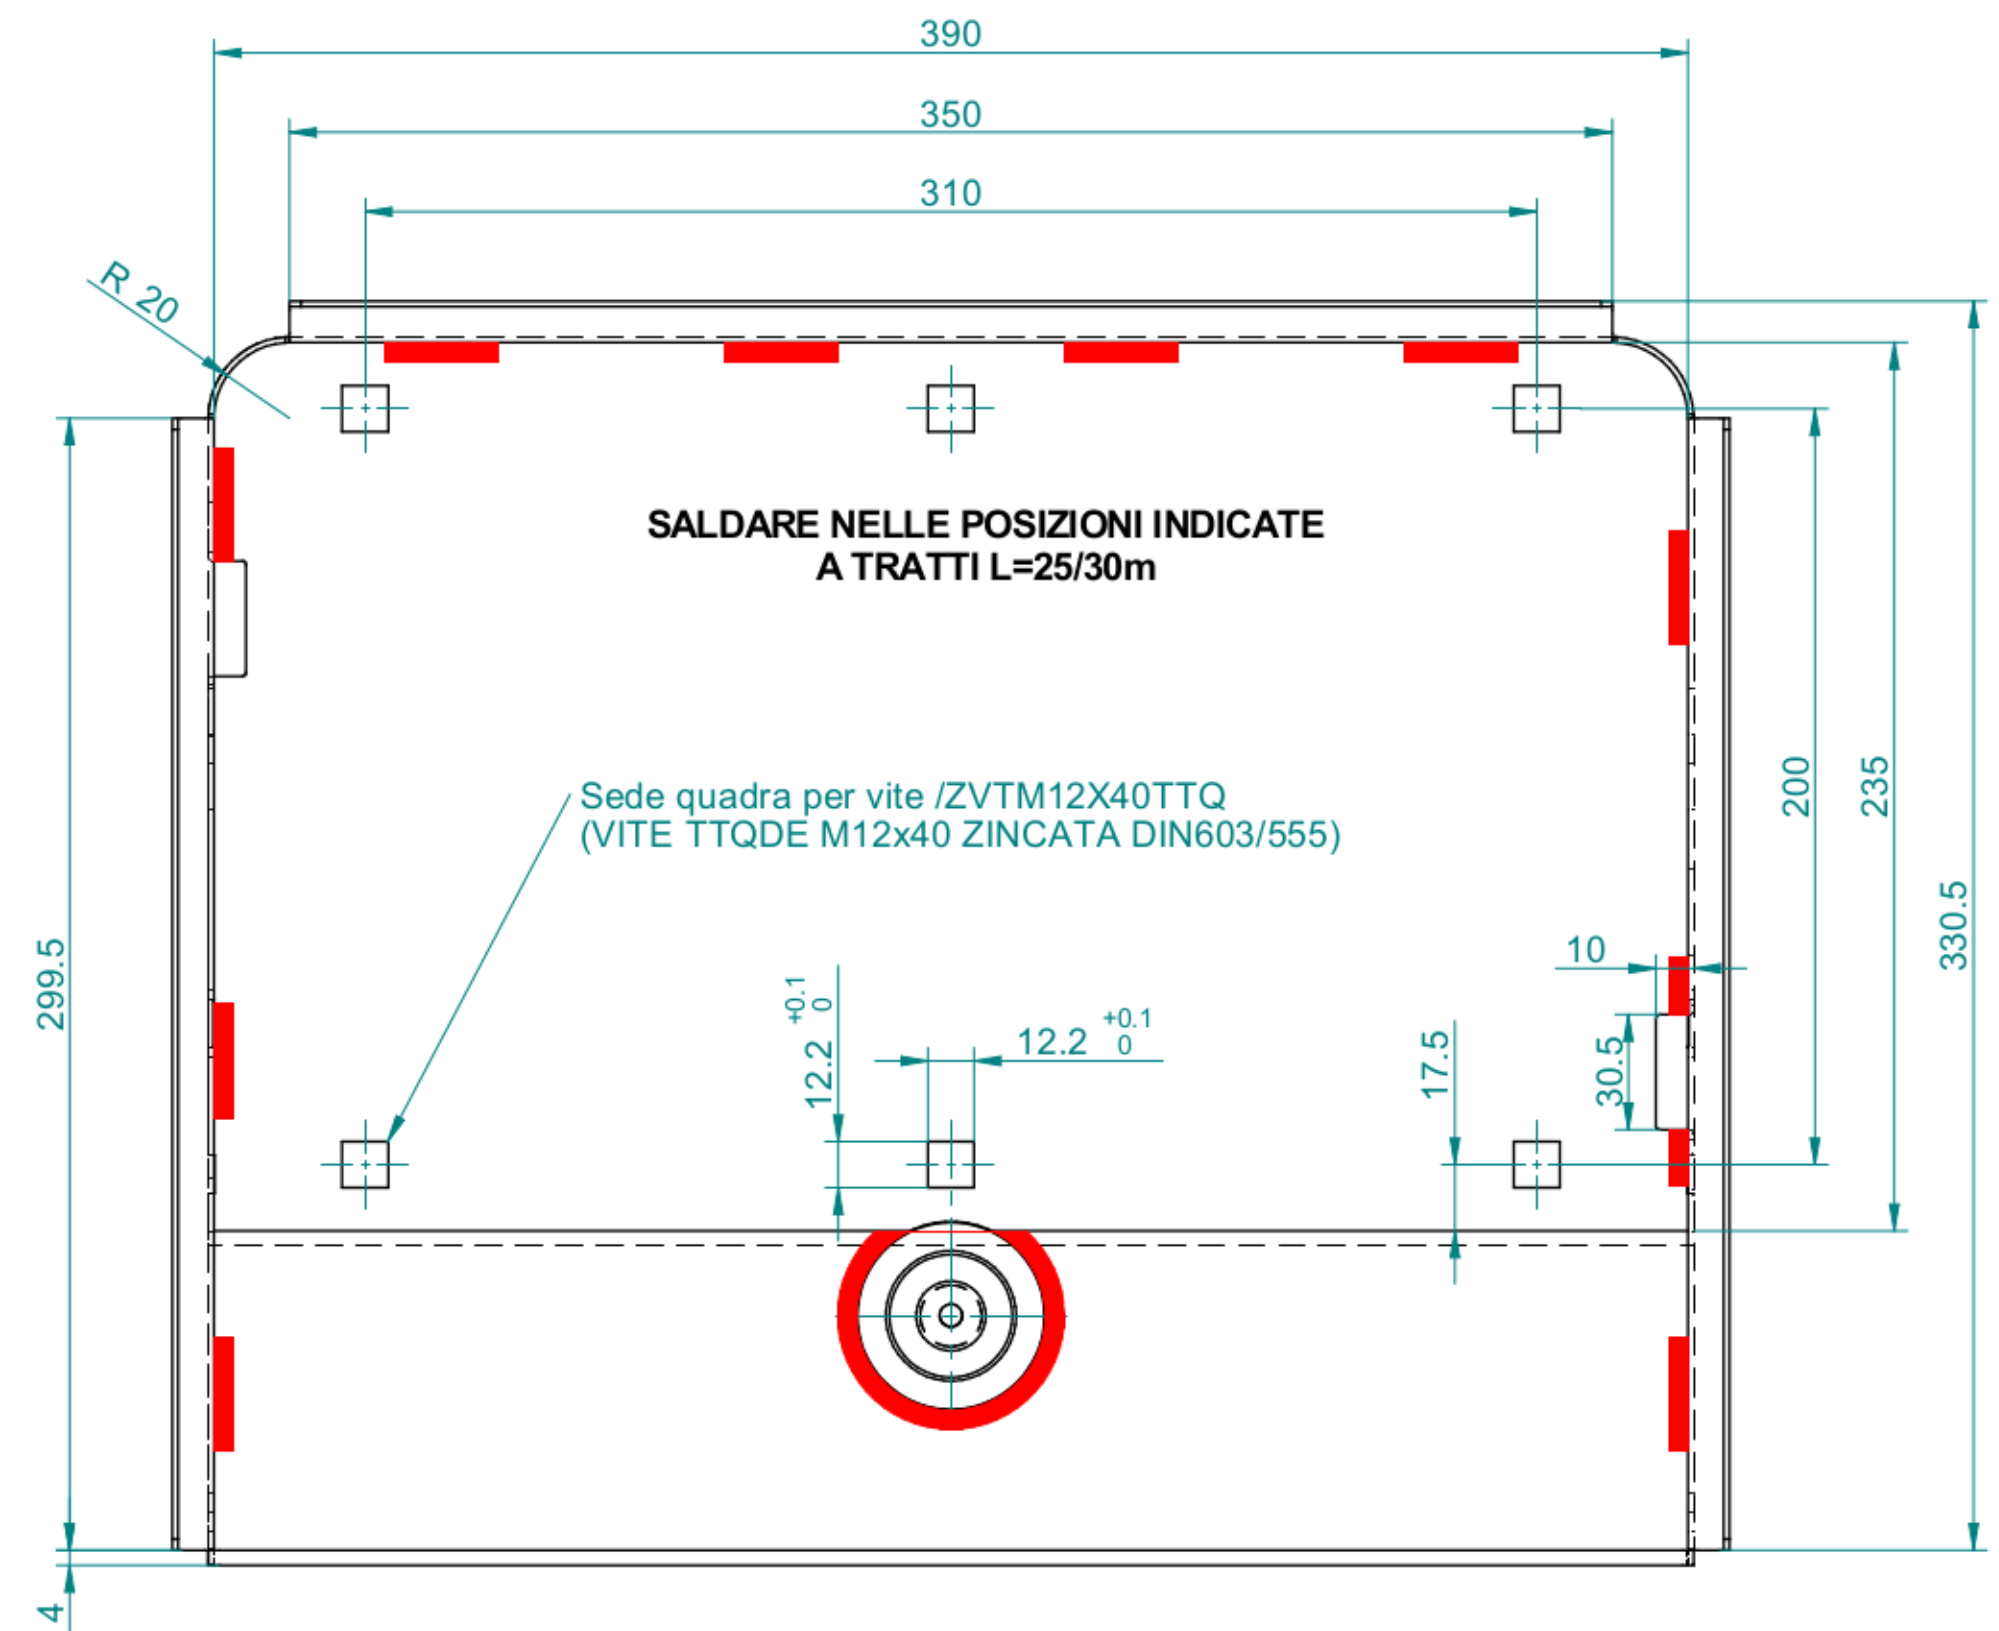 390
350
310
R 20
SALDARE NELLE POSIZIONI INDICATE
A TRATTI L=25/30m
Sede quadra per vite /ZVTM12X40TTQ
(VITE TTQDE M12x40 ZINCATA DIN603/555)
200
235
330.5
299.5
10
12.2 +0.1 0
12.2 +0.1 0
17.5
30.5
4